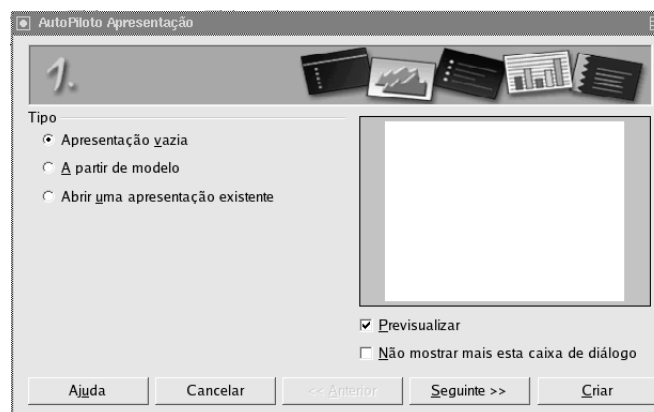 AutoPiloto Apresentação
1.
Tipo
Apresentação vazia
A partir de modelo
Abrir uma apresentação existente
Previsualizar
Não mostrar mais esta caixa de diálogo
Ajuda
Cancelar
<< Anterior
Seguinte >>
Criar